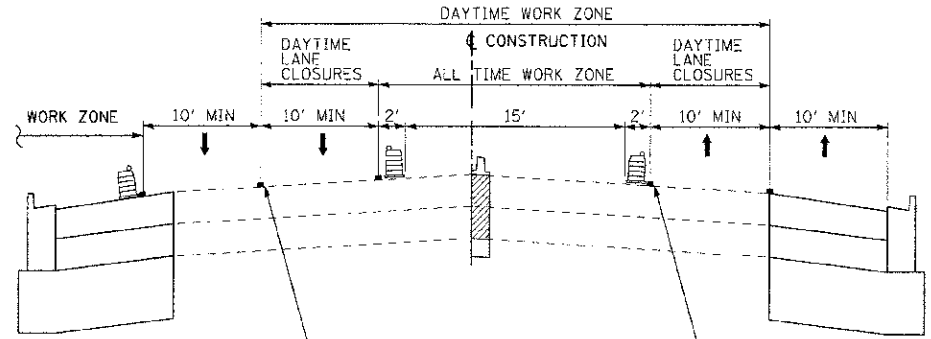 DAYTIME WORK ZONE
℄ CONSTRUCTION
DAYTIME
LANE
CLOSURES
ALL TIME WORK ZONE
DAYTIME
LANE
CLOSURES
WORK ZONE
10' MIN
10' MIN
2'
15'
2'
10' MIN
10' MIN